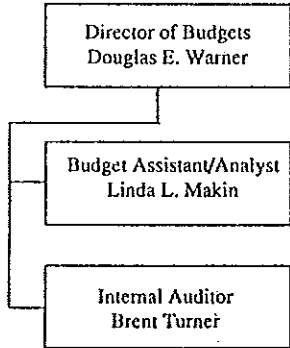 Director of Budgets
Douglas E. Warner
Budget Assistant/Analyst
Linda L. Makin
Internal Auditor
Brent Turner